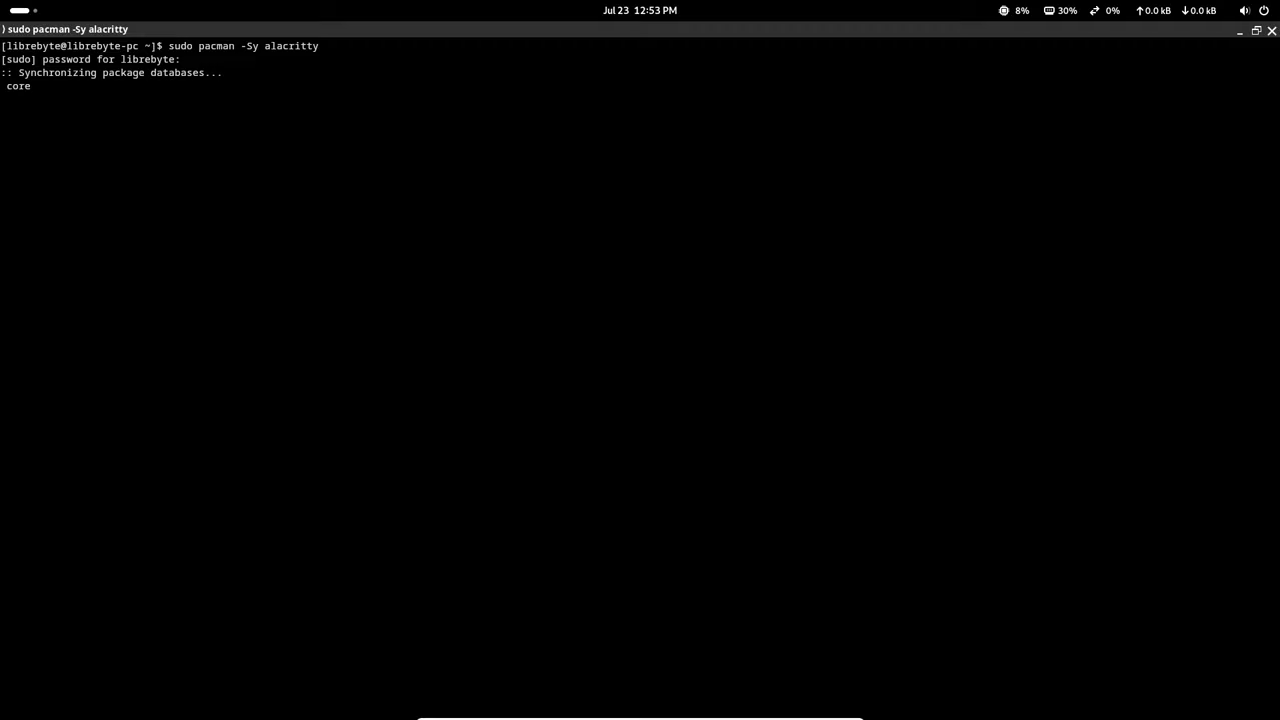 Jul 23 12:53 PM
8% 30% 0% ↑0.0 kB ↓0.0 kB
) sudo pacman -Sy alacritty
[librebyte@librebyte-pc ~]$ sudo pacman -Sy alacritty
[sudo] password for librebyte:
:: Synchronizing package databases...
core